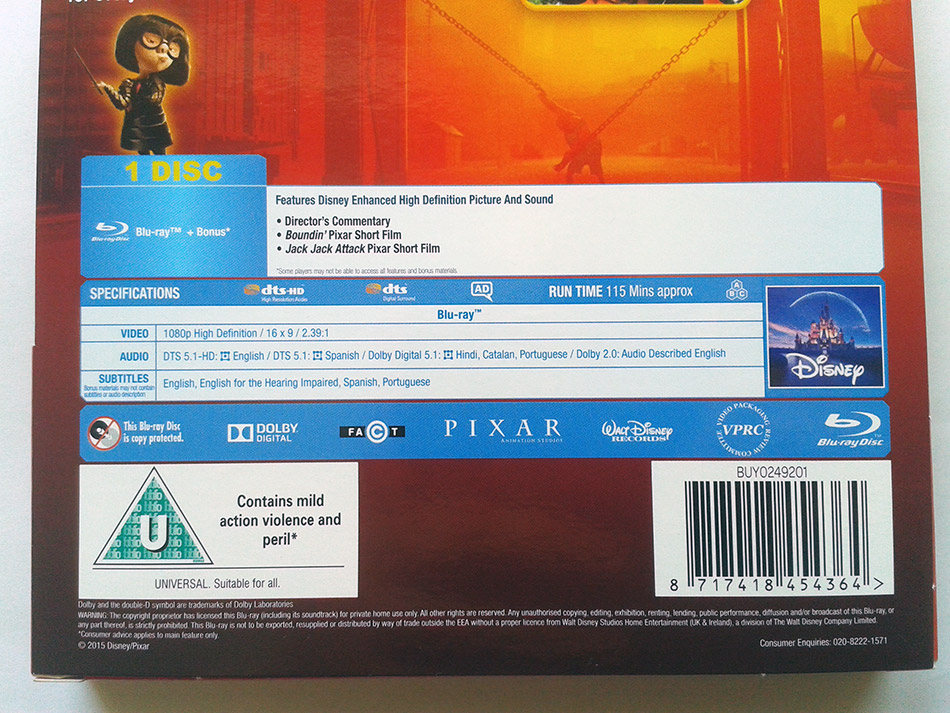 1 DISC
Blu-ray Disc
Blu-ray™ + Bonus*
Features Disney Enhanced High Definition Picture And Sound
• Director's Commentary
• Boundin' Pixar Short Film
• Jack Jack Attack Pixar Short Film
*Some players may not be able to access all features and bonus materials
SPECIFICATIONS
dts-HD
High Resolution Audio
dts
Digital Surround
AD
RUN TIME 115 Mins approx
A B C
Blu-ray™
VIDEO 1080p High Definition / 16 x 9 / 2.39:1
AUDIO DTS 5.1-HD: English / DTS 5.1: Spanish / Dolby Digital 5.1: Hindi, Catalan, Portuguese / Dolby 2.0: Audio Described English
SUBTITLES English, English for the Hearing Impaired, Spanish, Portuguese
Bonus materials may not contain
subtitles or audio description
Disney
This Blu-ray Disc
is copy protected.
DOLBY
DIGITAL
FACT
PIXAR
ANIMATION STUDIOS
Walt Disney
RECORDS
VIDEO PACKAGING REVIEW COMMITTEE
VPRC
Blu-ray Disc™
U
Contains mild
action violence and
peril*
UNIVERSAL. Suitable for all.
BUY0249201
8 717418 454364 >
Dolby and the double-D symbol are trademarks of Dolby Laboratories
WARNING: The copyright proprietor has licensed this Blu-ray (including its soundtrack) for private home use only. All other rights are reserved. Any unauthorised copying, editing, exhibition, renting, lending, public performance, diffusion and/or broadcast of this Blu-ray, or
any part thereof, is strictly prohibited. This Blu-ray is not to be exported, resupplied or distributed by way of trade outside the EEA without a proper licence from Walt Disney Studios Home Entertainment (UK & Ireland), a division of The Walt Disney Company Limited.
*Consumer advice applies to main feature only.
© 2015 Disney/Pixar
Consumer Enquiries: 020-8222-1571